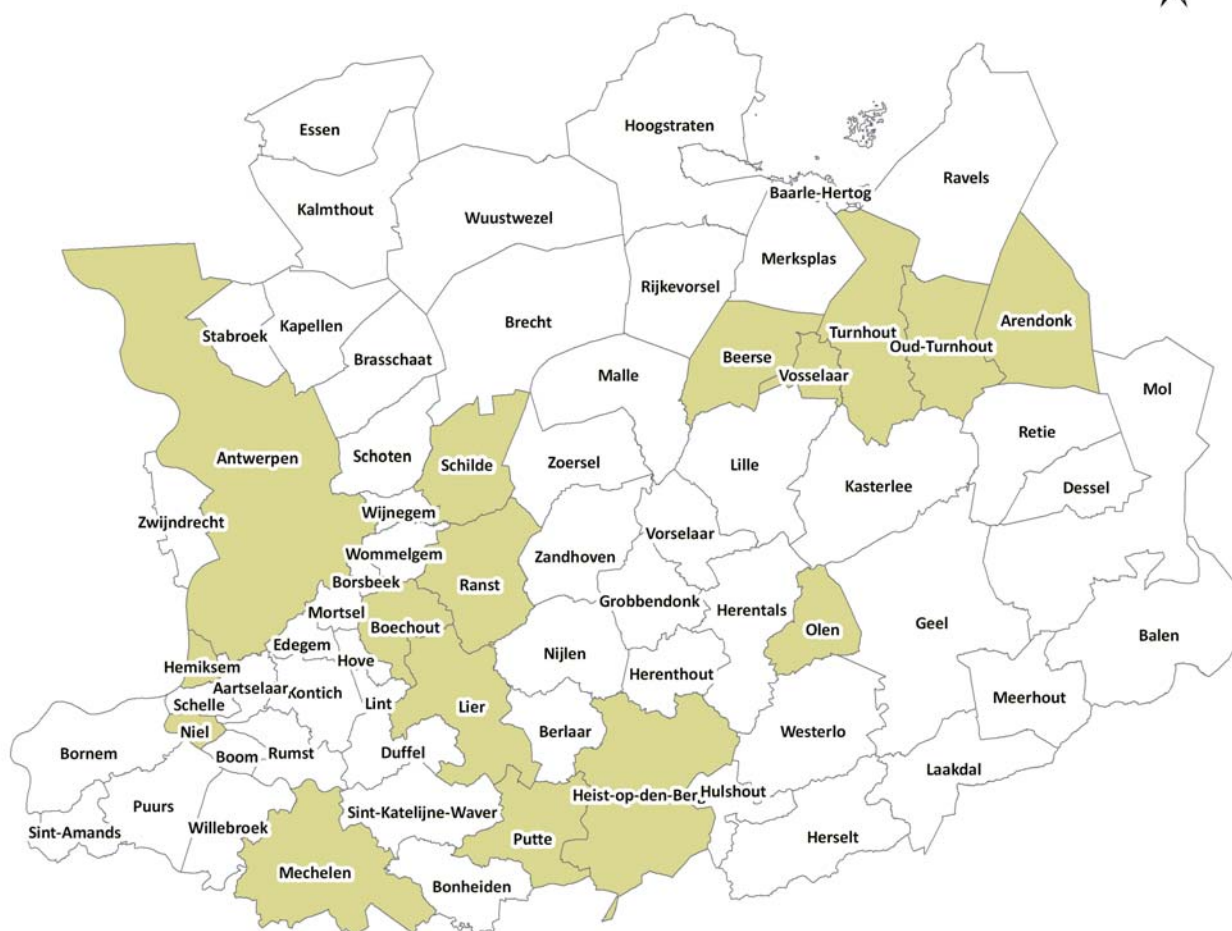 Essen
Hoogstraten
Ravels
Baarle-Hertog
Kalmthout
Wuustwezel
Merksplas
Rijkevorsel
Stabroek
Kapellen
Brecht
Arendonk
Turnhout
Oud-Turnhout
Brasschaat
Beerse
Vosselaar
Malle
Mol
Retie
Antwerpen
Schoten
Schilde
Zoersel
Lille
Kasterlee
Dessel
Zwijndrecht
Wijnegem
Vorselaar
Wommelgem
Zandhoven
Borsbeek
Ranst
Grobbendonk
Herentals
Mortsel
Boechout
Olen
Geel
Balen
Edegem
Hove
Nijlen
Hemiksem
Aartselaar
Kontich
Herenthout
Meerhout
Schelle
Lint
Lier
Niel
Berlaar
Westerlo
Bornem
Boom
Rumst
Duffel
Laakdal
Heist-op-den-Berg
Hulshout
Puurs
Sint-Katelijne-Waver
Sint-Amands
Willebroek
Putte
Herselt
Mechelen
Bonheiden